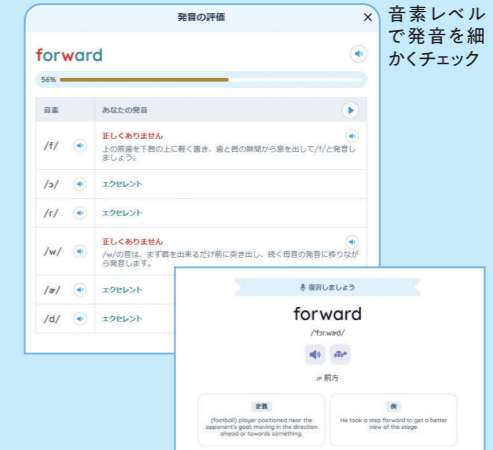 発音の評価
音素レベル
で発音を細
かくチェック
forward
56%
音素 あなたの発音
/f/
正しくありません
上の前歯を下唇の上に軽く置き、歯と唇の隙間から息を出して/f/と発音し
ましょう。
/ɔ/ エクセレント
/r/ エクセレント
/w/
正しくありません
/w/の音は、まず唇を出来るだけ前に突き出し、続く母音の発音に移りなが
ら発音します。
/ə/ エクセレント
/d/ エクセレント
復習しましょう
forward
/ˈfɔr.wəd/
JP 前方
定義
(football) player positioned near the
opponent's goal; moving in the direction
ahead or towards something.
例
He took a step forward to get a better
view of the stage.